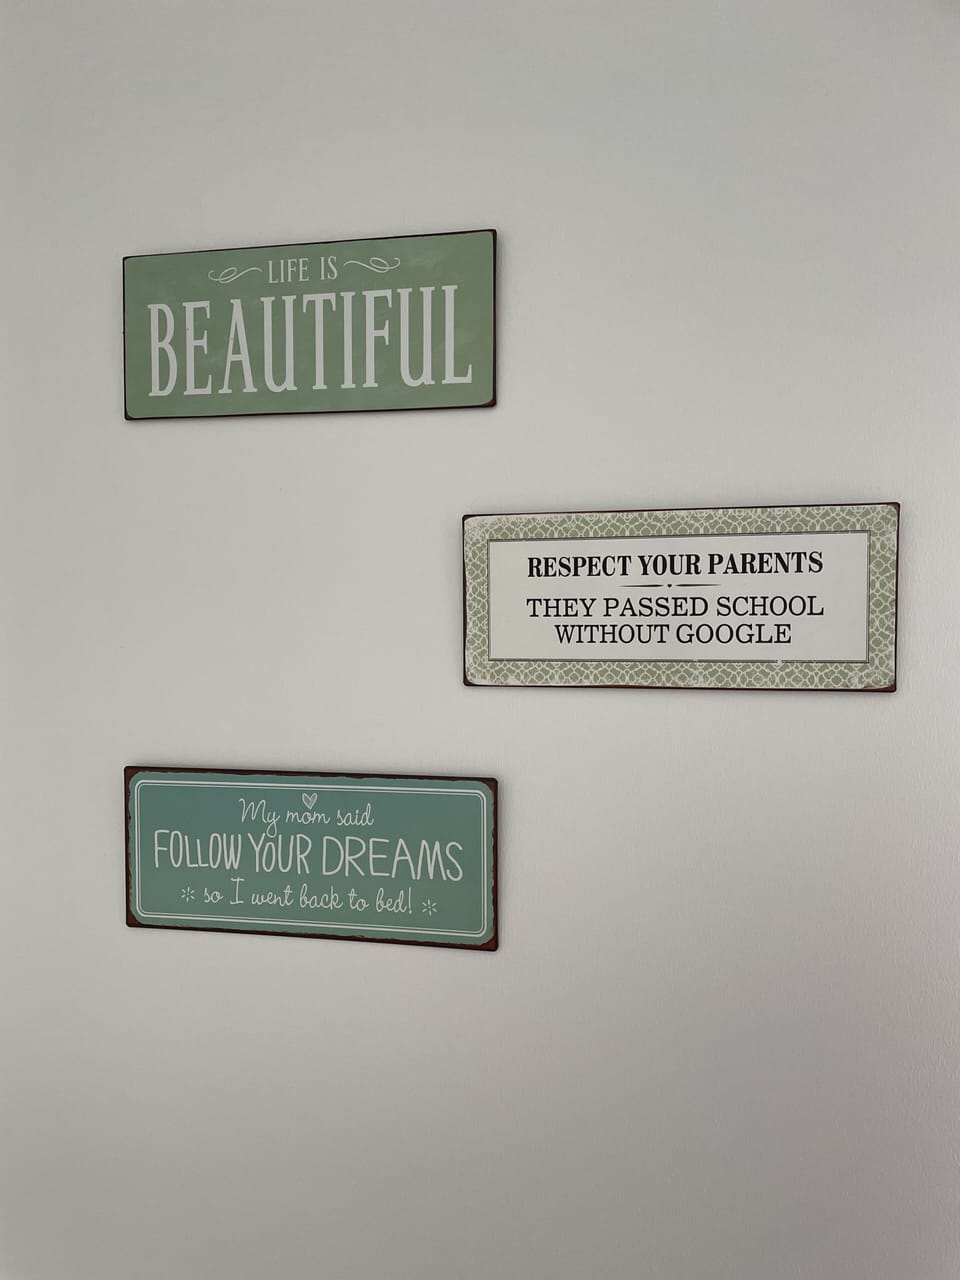 LIFE IS
BEAUTIFUL
RESPECT YOUR PARENTS
THEY PASSED SCHOOL
WITHOUT GOOGLE
My mom said
FOLLOW YOUR DREAMS
so I went back to bed!